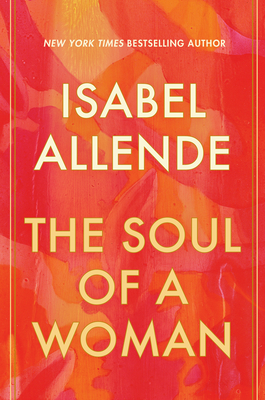 NEW YORK TIMES BESTSELLING AUTHOR
ISABEL
ALLENDE
THE SOUL
OF A
WOMAN